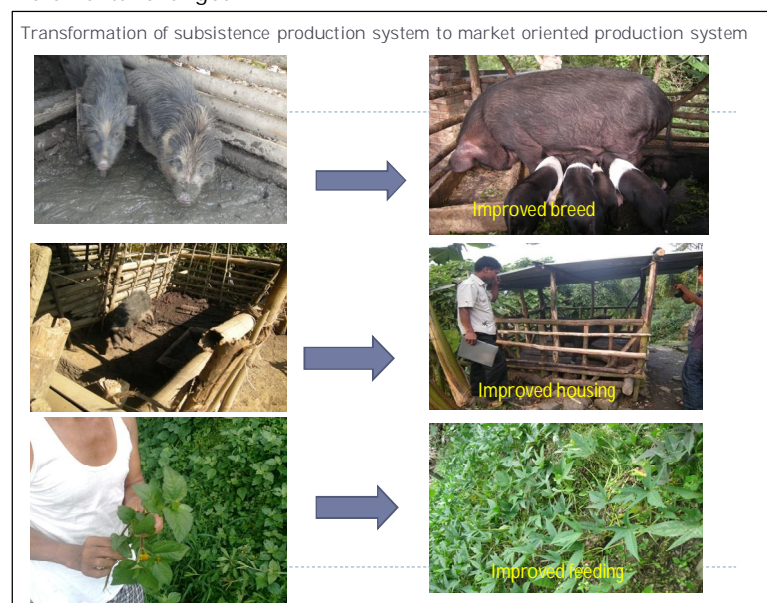 Transformation of subsistence production system to market oriented production system
Improved breed
Improved housing
Improved feeding